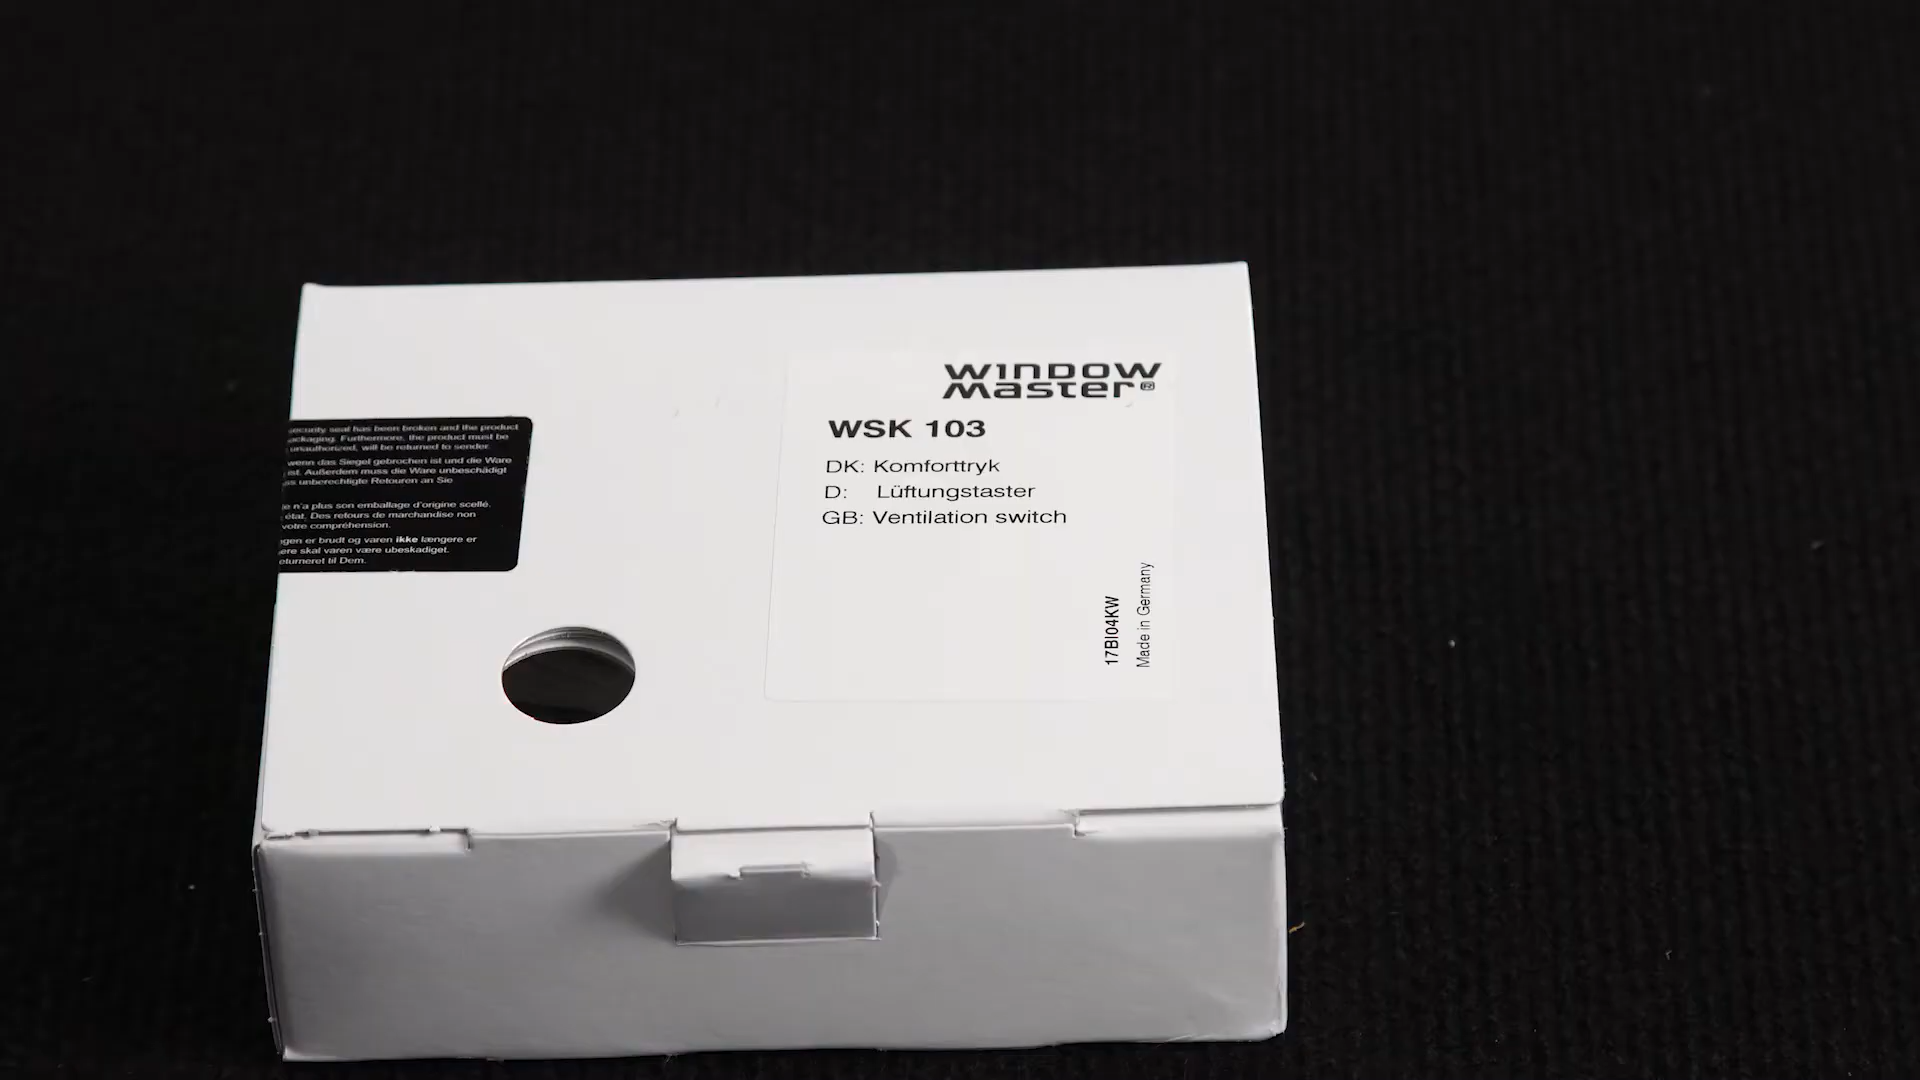 WINDOW
Master®
WSK 103
DK: Komforttryk
D: Lüftungstaster
GB: Ventilation switch
17BI04KW
Made in Germany
security seal has been broken and the product
packaging. Furthermore, the product must be
unauthorized, will be returned to sender.
wenn das Siegel gebrochen ist und die Ware
ist. Außerdem muss die Ware unbeschädigt
ss unberechtigte Retouren an Sie
e n'a plus son emballage d'origine scellé.
état. Des retours de marchandise non
votre compréhension.
gen er brudt og varen ikke længere er
ere skal varen være ubeskadiget.
eturneret til Dem.